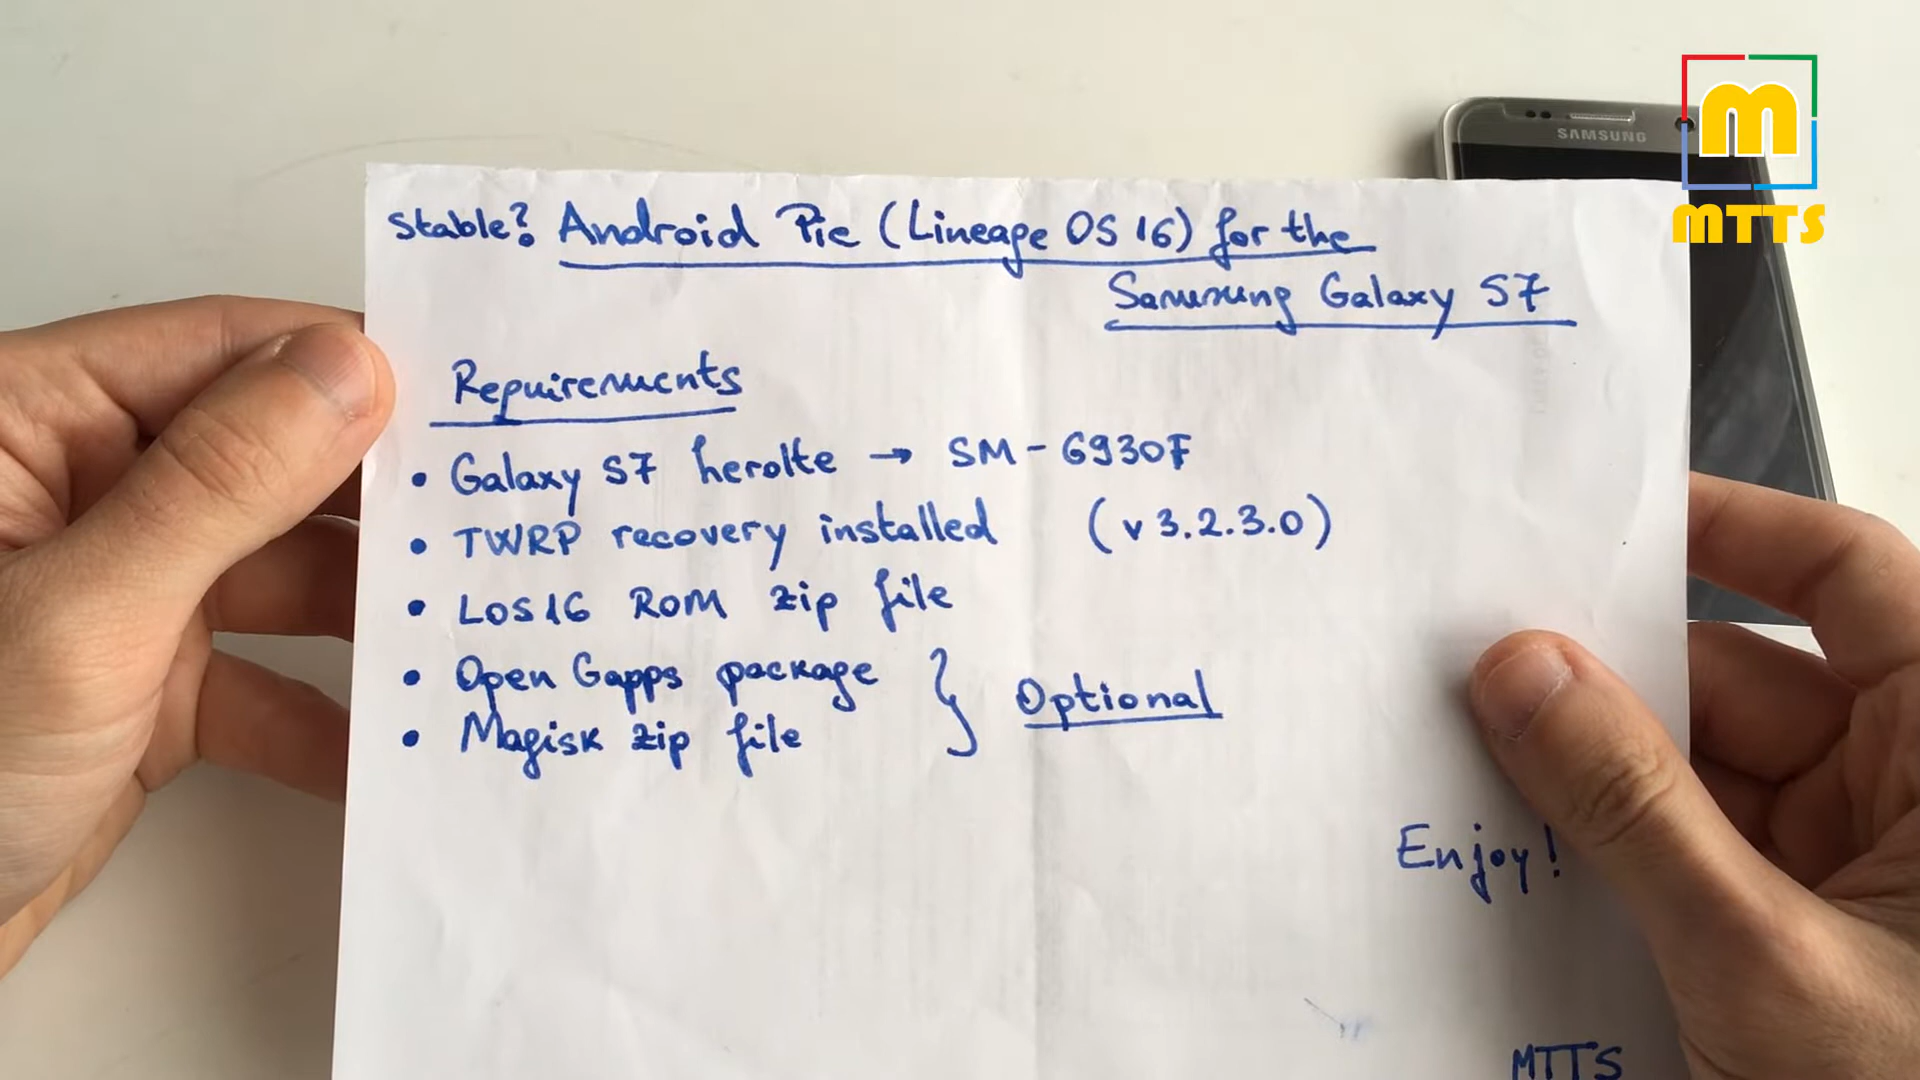 SAMSUNG
m
MTTS
Stable? Android Pie (Lineage OS 16) for the
Samsung Galaxy S7
Requirements
• Galaxy S7 herolte → SM-G930F
• TWRP recovery installed (v 3.2.3.0)
• LOS16 ROM zip file
• Open Gapps package
• Magisk zip file } Optional
Enjoy!
MTTS